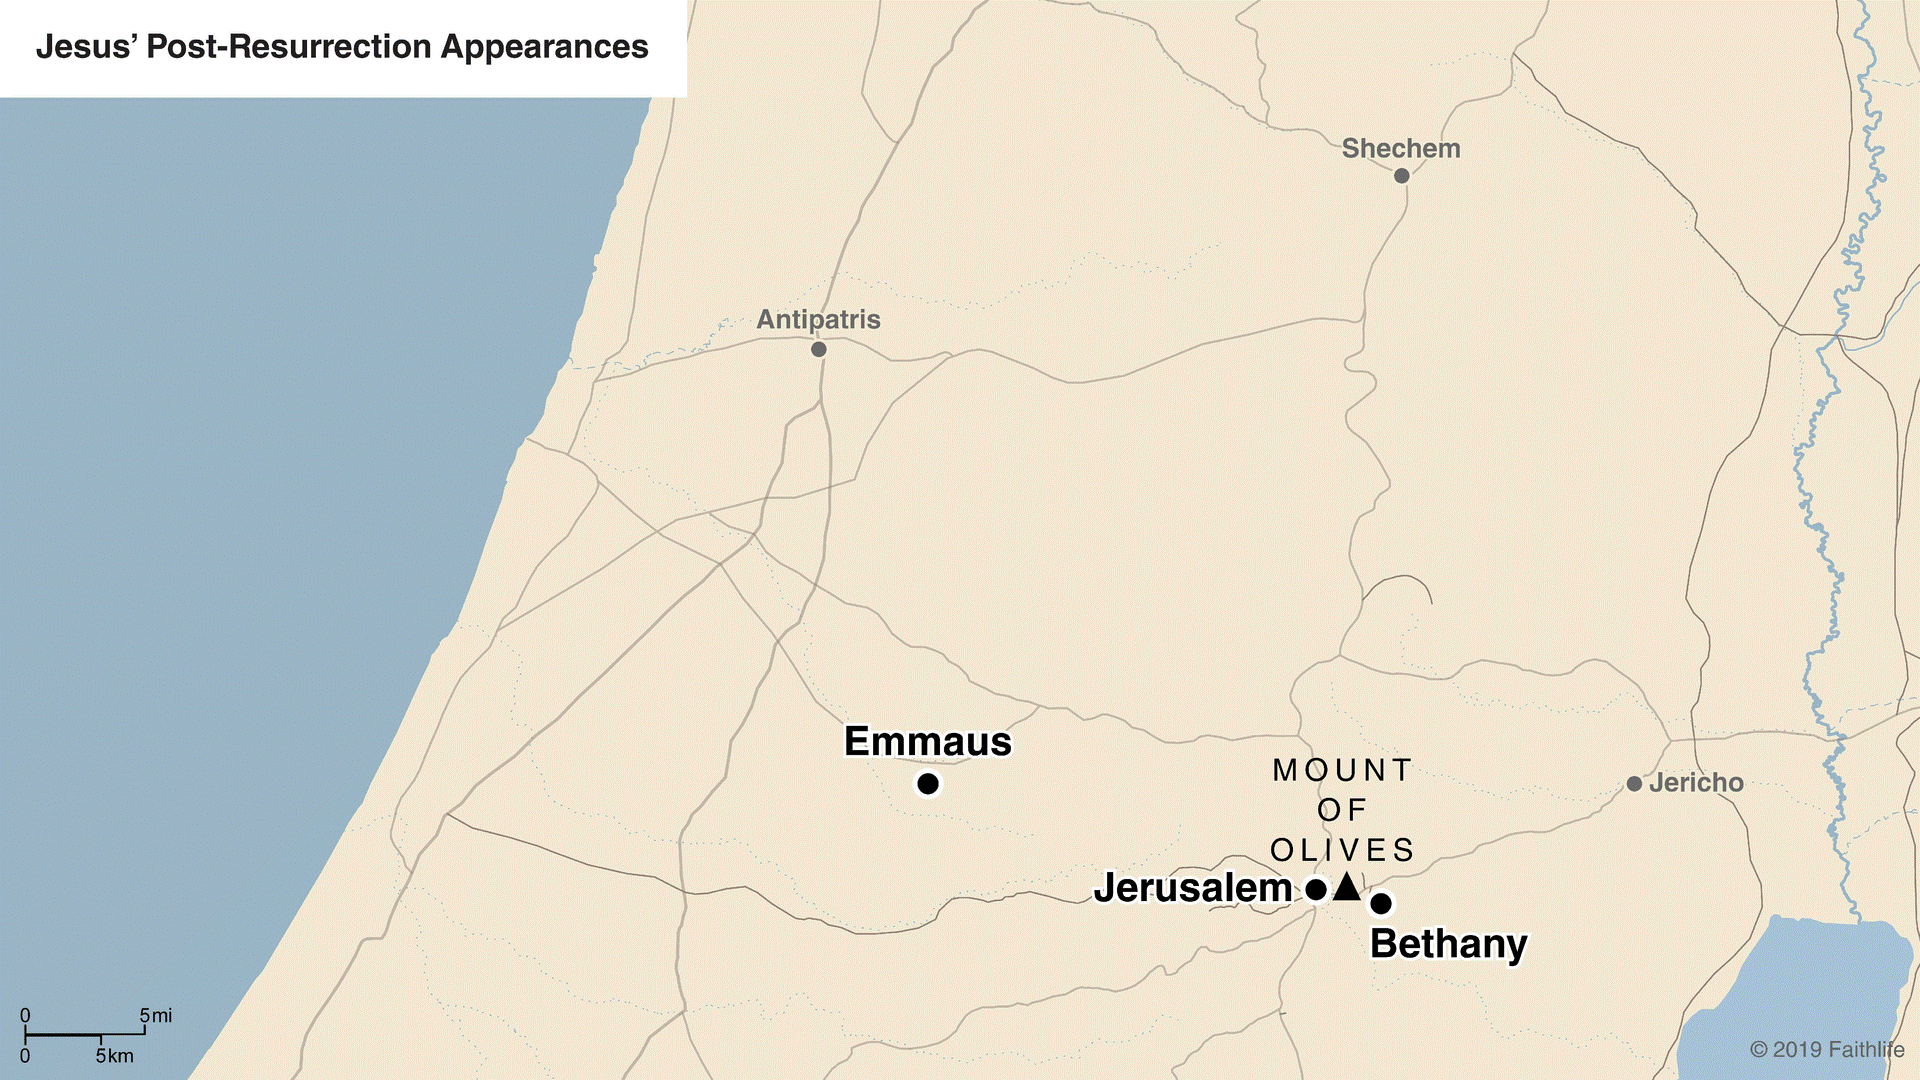 Jesus’ Post-Resurrection Appearances
Shechem
Antipatris
Emmaus
MOUNT
OF
OLIVES
Jericho
Jerusalem
Bethany
0 5mi
0 5km
© 2019 Faithlife